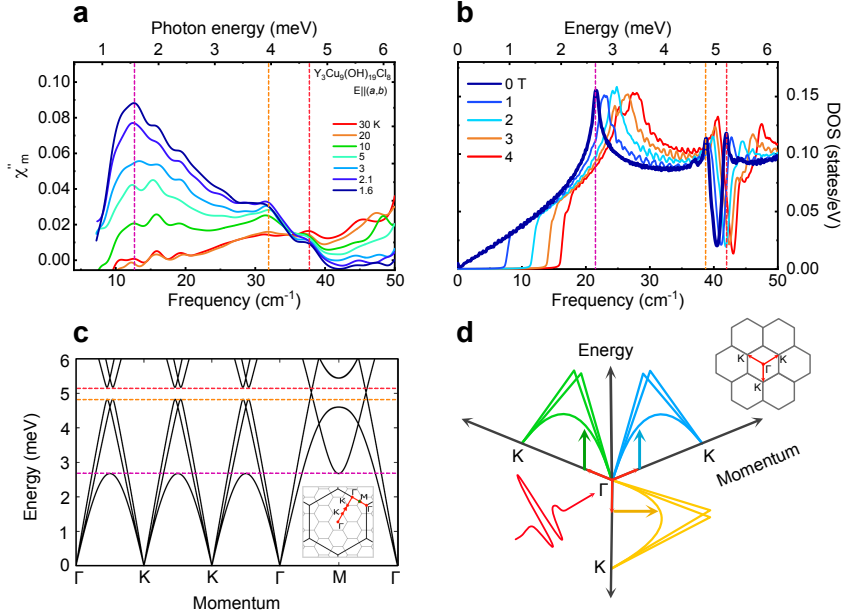 a
Photon energy (meV)
1 2 3 4 5 6
χ″m
0.10
0.08
0.06
0.04
0.02
0.00
Y3Cu9(OH)19Cl8
E||(a,b)
30 K
20
10
5
3
2.1
1.6
0 10 20 30 40 50
Frequency (cm-1)
b
Energy (meV)
0 1 2 3 4 5 6
0 T
1
2
3
4
0.15
0.10
0.05
0.00
DOS (states/eV)
0 10 20 30 40 50
Frequency (cm-1)
c
Energy (meV)
6
5
4
3
2
1
0
Γ K K Γ M Γ
Momentum
Γ
M
K
K
Γ
Γ
d
Energy
K
K
Γ
K
Momentum
K
K
Γ
K